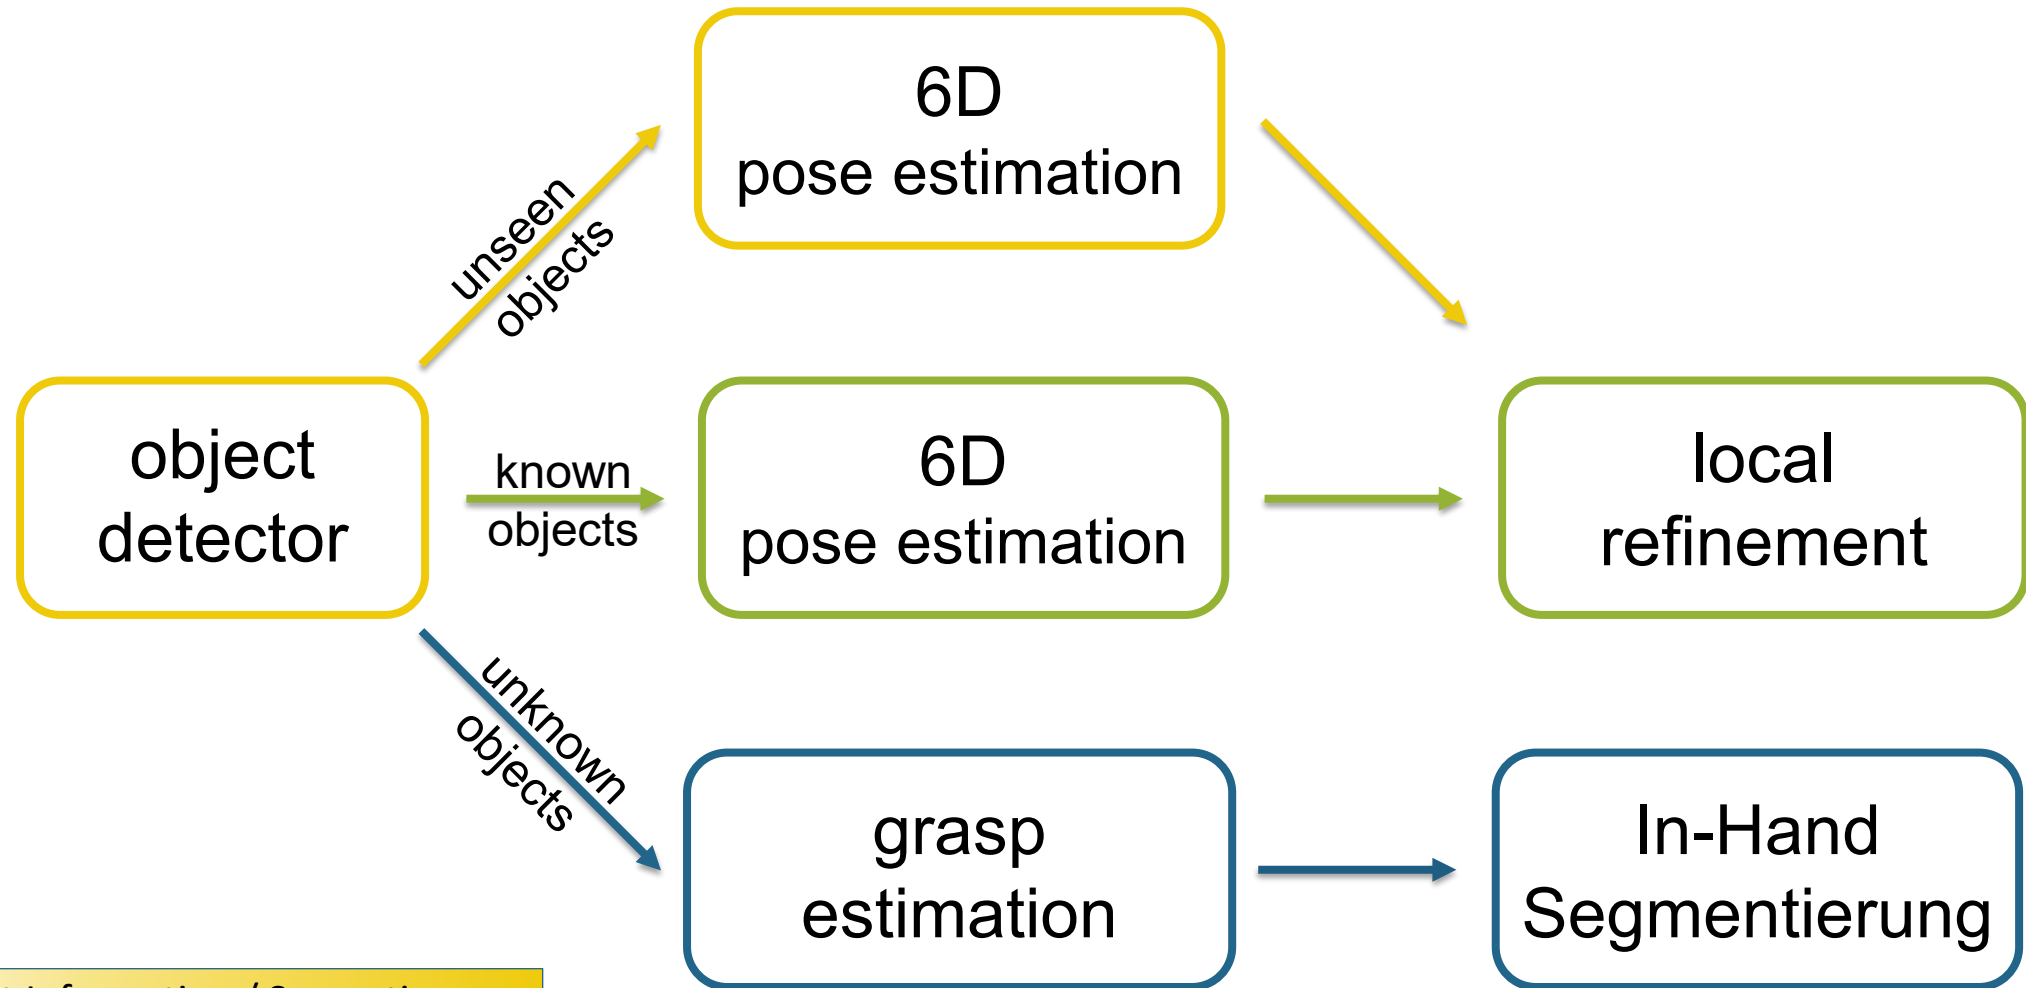 6D
pose estimation
unseen
objects
object
detector
known
objects
6D
pose estimation
local
refinement
unknown
objects
grasp
estimation
In-Hand
Segmentierung